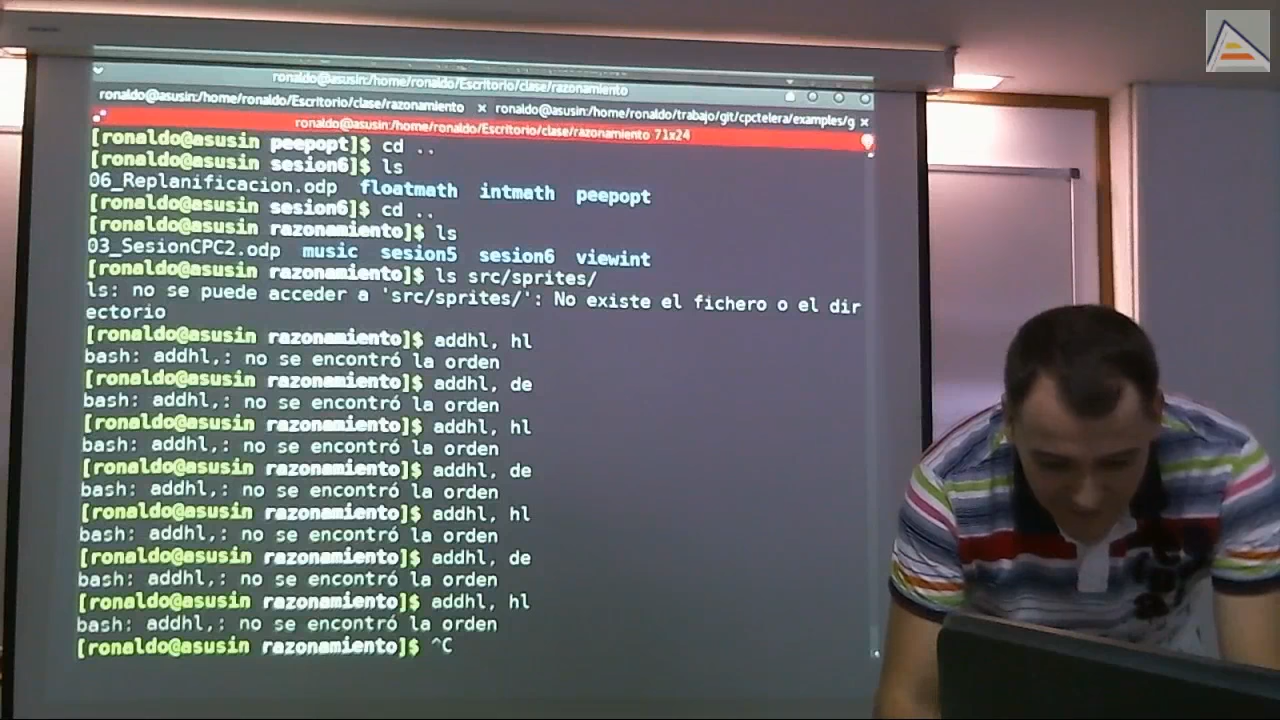 ronaldo@asusin:/home/ronaldo/Escritorio/clase/razonamiento
ronaldo@asusin:/home/ronaldo/Escritorio/clase/razonamiento × ronaldo@asusin:/home/ronaldo/trabajo/git/cpctelera/examples/g ×
ronaldo@asusin:/home/ronaldo/Escritorio/clase/razonamiento 71x24
[ronaldo@asusin peepopt]$ cd ..
[ronaldo@asusin sesion6]$ ls
06_Replanificacion.odp floatmath intmath peepopt
[ronaldo@asusin sesion6]$ cd ..
[ronaldo@asusin razonamiento]$ ls
03_SesionCPC2.odp music sesion5 sesion6 viewint
[ronaldo@asusin razonamiento]$ ls src/sprites/
ls: no se puede acceder a 'src/sprites/': No existe el fichero o el dir
ectorio
[ronaldo@asusin razonamiento]$ addhl, hl
bash: addhl,: no se encontró la orden
[ronaldo@asusin razonamiento]$ addhl, de
bash: addhl,: no se encontró la orden
[ronaldo@asusin razonamiento]$ addhl, hl
bash: addhl,: no se encontró la orden
[ronaldo@asusin razonamiento]$ addhl, de
bash: addhl,: no se encontró la orden
[ronaldo@asusin razonamiento]$ addhl, hl
bash: addhl,: no se encontró la orden
[ronaldo@asusin razonamiento]$ addhl, de
bash: addhl,: no se encontró la orden
[ronaldo@asusin razonamiento]$ addhl, hl
bash: addhl,: no se encontró la orden
[ronaldo@asusin razonamiento]$ ^C